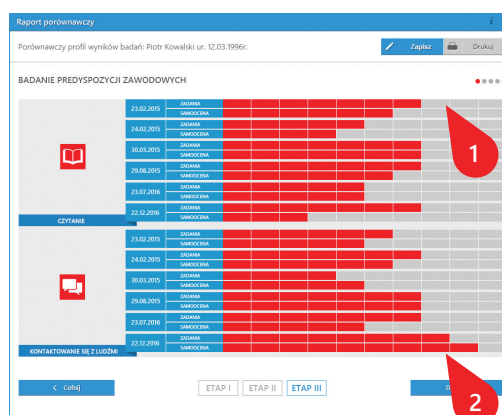 Raport porównawczy
i
Porównawczy profil wyników badań: Piotr Kowalski ur. 12.03.1996r.
Zapisz
Drukuj
BADANIE PREDYSPOZYCJI ZAWODOWYCH
23.02.2015 ZADANIA
SAMOOCENA
24.02.2015 ZADANIA
SAMOOCENA
30.03.2015 ZADANIA
SAMOOCENA
29.08.2015 ZADANIA
SAMOOCENA
23.07.2016 ZADANIA
SAMOOCENA
22.12.2016 ZADANIA
SAMOOCENA
1
CZYTANIE
23.02.2015 ZADANIA
SAMOOCENA
24.02.2015 ZADANIA
SAMOOCENA
30.03.2015 ZADANIA
SAMOOCENA
29.08.2015 ZADANIA
SAMOOCENA
23.07.2016 ZADANIA
SAMOOCENA
22.12.2016 ZADANIA
SAMOOCENA
KONTAKTOWANIE SIĘ Z LUDŹMI
< Cofnij
ETAP I ETAP II ETAP III
2